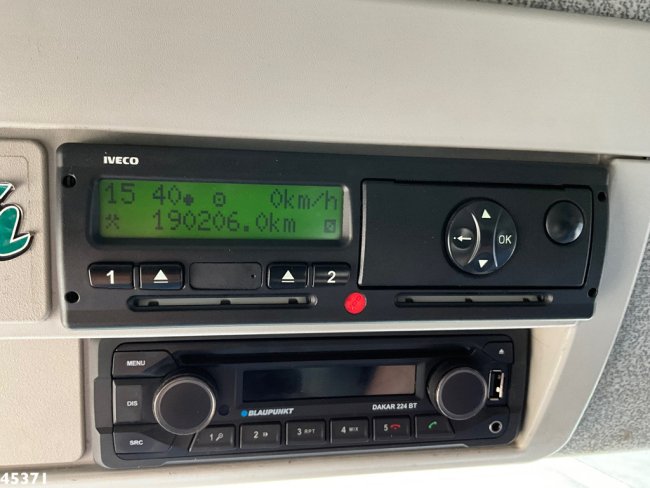 IVECO
15 40 0km/h
190206.0km
OK
1 2
MENU
DIS
SRC
BLAUPUNKT DAKAR 224 BT
1 2 3 RPT 4 MIX 5
45371